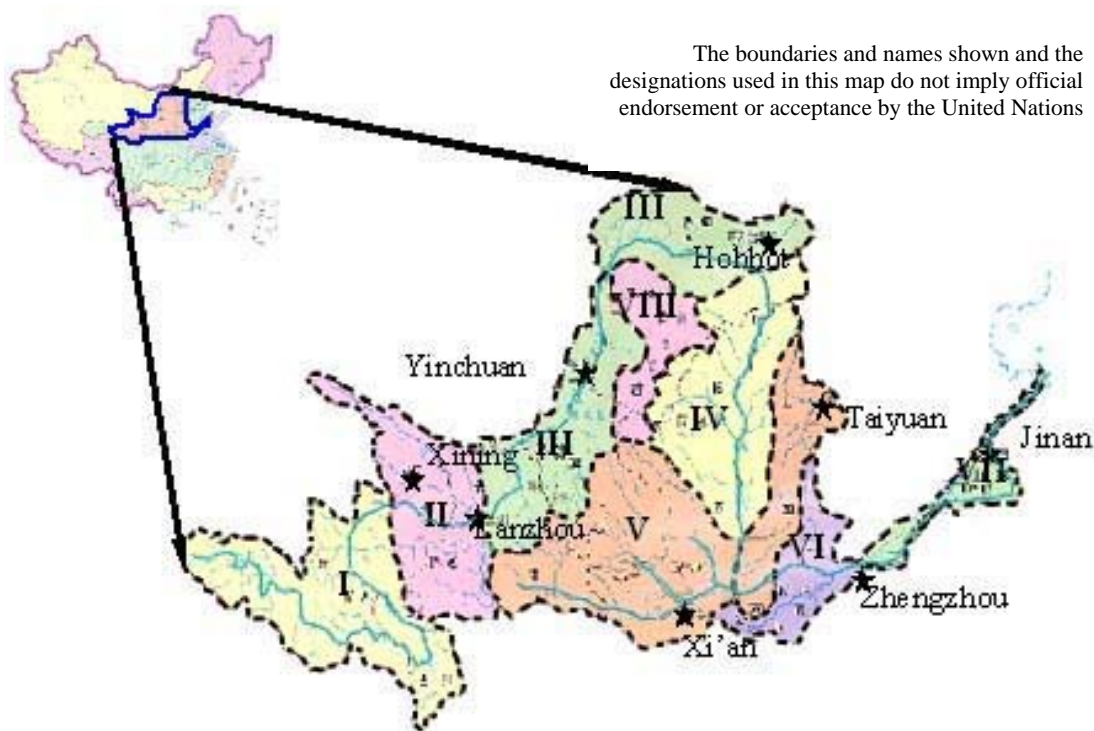 The boundaries and names shown and the
designations used in this map do not imply official
endorsement or acceptance by the United Nations
III
Hohhot
VIII
Yinchuan
IV
Taiyuan
Jinan
III
Xining
VII
II
Lanzhou
V
VI
I
Zhengzhou
Xi'an